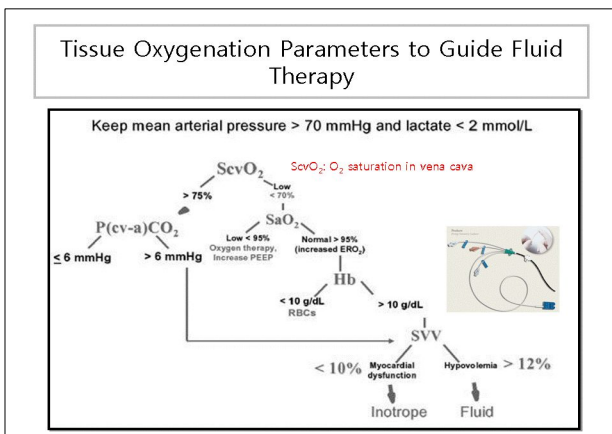 Tissue Oxygenation Parameters to Guide Fluid
Therapy
Keep mean arterial pressure > 70 mmHg and lactate < 2 mmol/L
ScvO₂
ScvO₂: O₂ saturation in vena cava
> 75%
Low
< 70%
P(cv-a)CO₂
SaO₂
≤ 6 mmHg
> 6 mmHg
Low < 95%
Oxygen therapy,
Increase PEEP
Normal > 95%
(increased ERO₂)
Hb
< 10 g/dL
RBCs
> 10 g/dL
SVV
< 10%
Myocardial
dysfunction
Hypovolemia
> 12%
Inotrope
Fluid